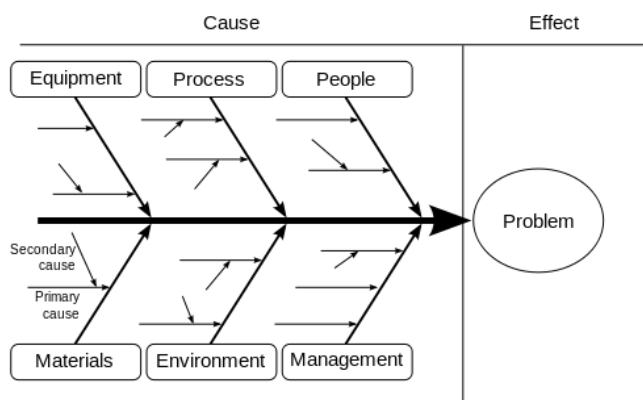 Cause
Effect
Equipment
Process
People
Problem
Secondary
cause
Primary
cause
Materials
Environment
Management